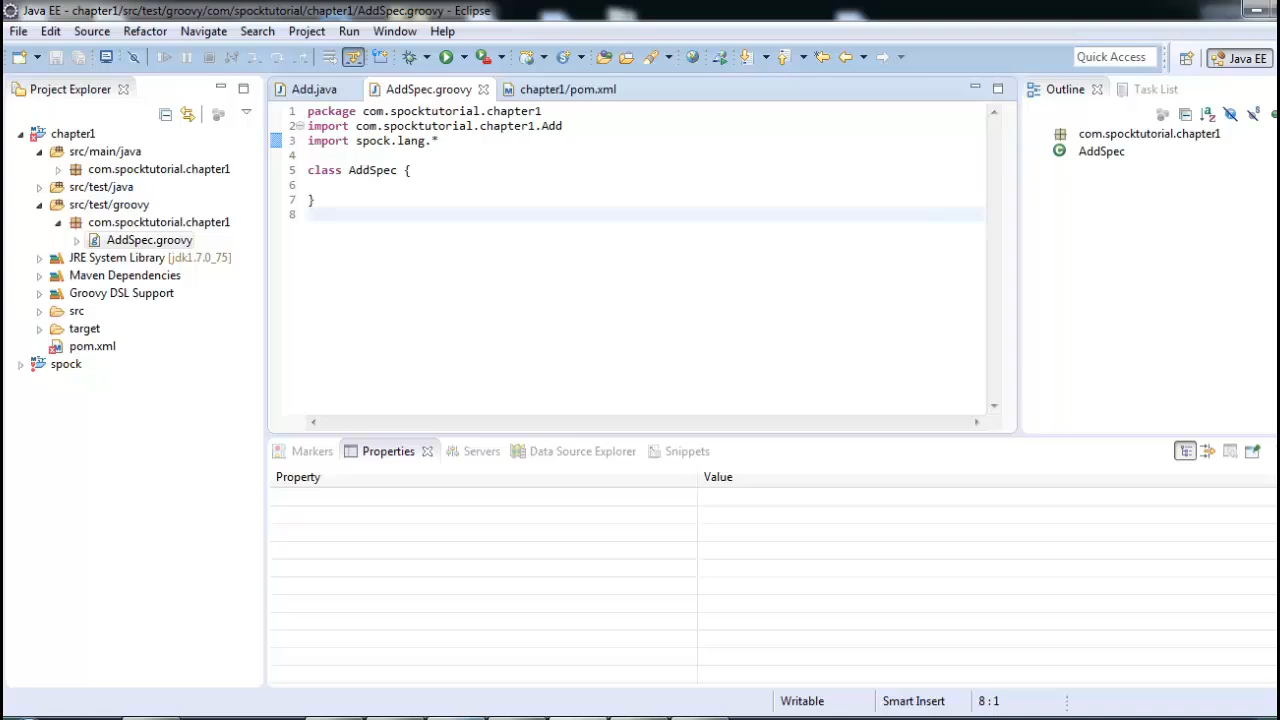 Java EE - chapter1/src/test/groovy/com/spocktutorial/chapter1/AddSpec.groovy - Eclipse
File Edit Source Refactor Navigate Search Project Run Window Help
Quick Access Java EE
Project Explorer
chapter1
src/main/java
com.spocktutorial.chapter1
src/test/java
src/test/groovy
com.spocktutorial.chapter1
AddSpec.groovy
JRE System Library [jdk1.7.0_75]
Maven Dependencies
Groovy DSL Support
src
target
pom.xml
spock
Add.java AddSpec.groovy chapter1/pom.xml
1 package com.spocktutorial.chapter1
2 import com.spocktutorial.chapter1.Add
3 import spock.lang.*
4
5 class AddSpec {
6
7 }
8
Outline Task List
com.spocktutorial.chapter1
AddSpec
Markers Properties Servers Data Source Explorer Snippets
Property Value
Writable Smart Insert 8 : 1